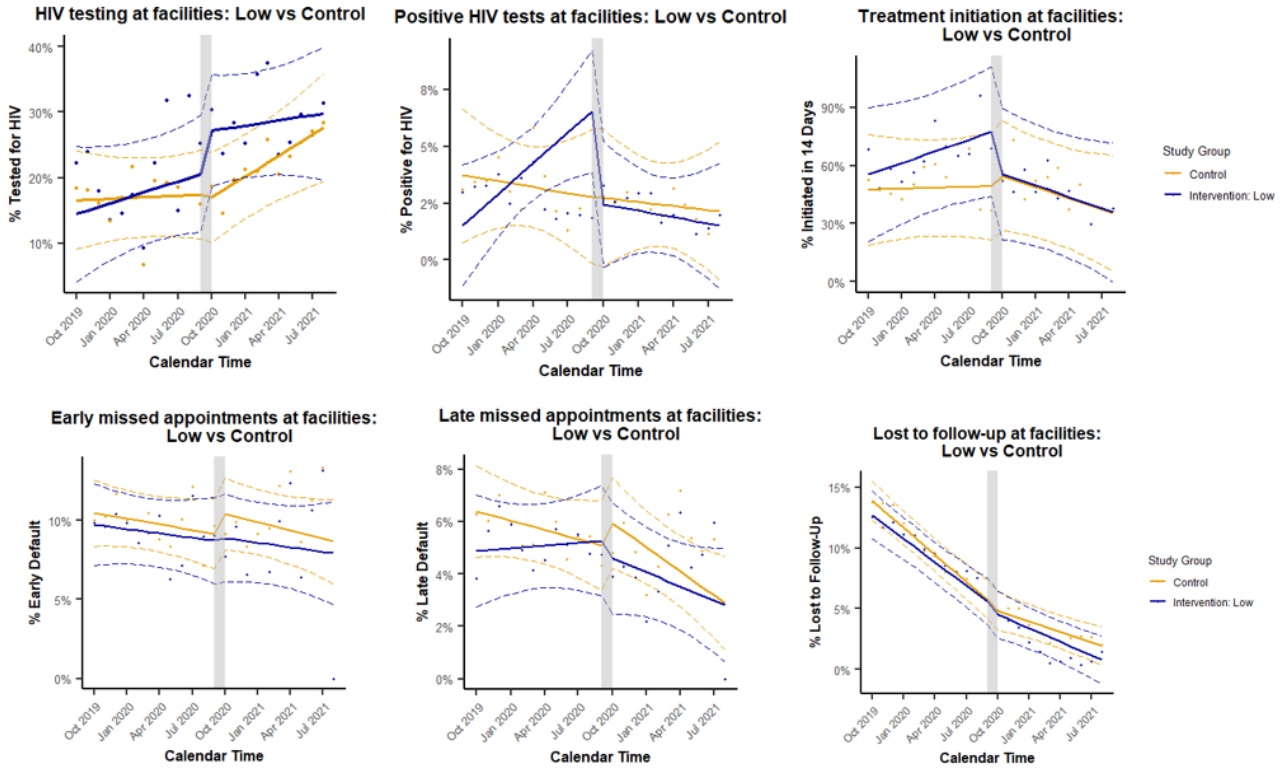 HIV testing at facilities: Low vs Control
% Tested for HIV
40%
30%
20%
10%
Oct 2019
Jan 2020
Apr 2020
Jul 2020
Oct 2020
Jan 2021
Apr 2021
Jul 2021
Calendar Time
Positive HIV tests at facilities: Low vs Control
% Positive for HIV
8%
5%
2%
0%
Oct 2019
Jan 2020
Apr 2020
Jul 2020
Oct 2020
Jan 2021
Apr 2021
Jul 2021
Calendar Time
Treatment initiation at facilities:
Low vs Control
% Initiated in 14 Days
90%
60%
30%
0%
Oct 2019
Jan 2020
Apr 2020
Jul 2020
Oct 2020
Jan 2021
Apr 2021
Jul 2021
Calendar Time
Study Group
Control
Intervention: Low
Early missed appointments at facilities:
Low vs Control
% Early Default
10%
5%
0%
Oct 2019
Jan 2020
Apr 2020
Jul 2020
Oct 2020
Jan 2021
Apr 2021
Jul 2021
Calendar Time
Late missed appointments at facilities:
Low vs Control
% Late Default
8%
6%
4%
2%
0%
Oct 2019
Jan 2020
Apr 2020
Jul 2020
Oct 2020
Jan 2021
Apr 2021
Jul 2021
Calendar Time
Lost to follow-up at facilities:
Low vs Control
% Lost to Follow-Up
15%
10%
5%
0%
Oct 2019
Jan 2020
Apr 2020
Jul 2020
Oct 2020
Jan 2021
Apr 2021
Jul 2021
Calendar Time
Study Group
Control
Intervention: Low